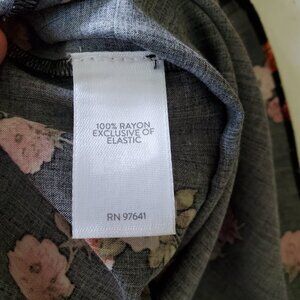 100% RAYON
EXCLUSIVE OF
ELASTIC
RN 97641